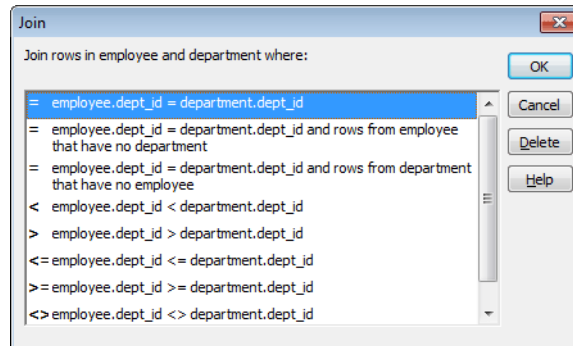 Join
Join rows in employee and department where:
= employee.dept_id = department.dept_id
= employee.dept_id = department.dept_id and rows from employee
that have no department
= employee.dept_id = department.dept_id and rows from department
that have no employee
< employee.dept_id < department.dept_id
> employee.dept_id > department.dept_id
<= employee.dept_id <= department.dept_id
>= employee.dept_id >= department.dept_id
<> employee.dept_id <> department.dept_id
OK
Cancel
Delete
Help